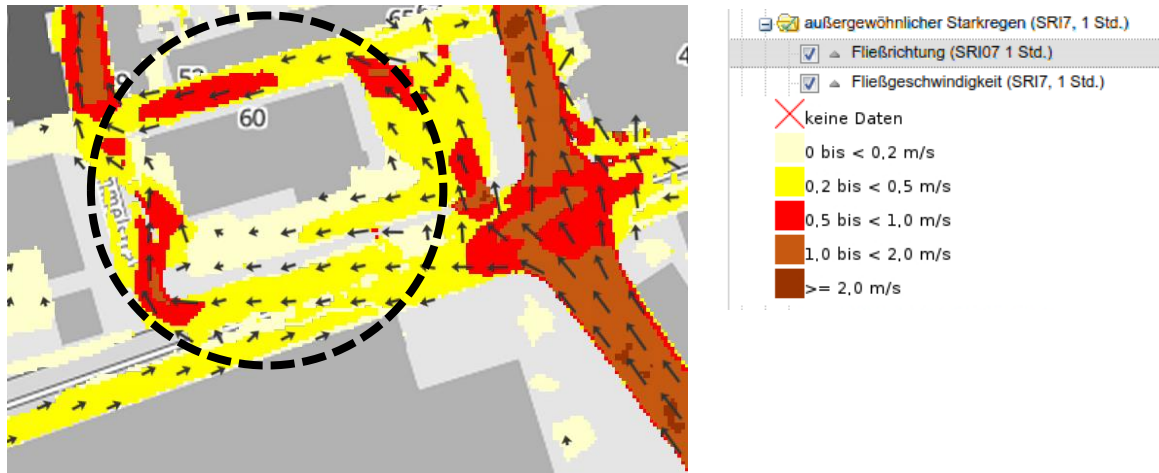 60
außergewöhnlicher Starkregen (SRI7, 1 Std.)
Fließrichtung (SRI07 1 Std.)
Fließgeschwindigkeit (SRI7, 1 Std.)
keine Daten
0 bis < 0,2 m/s
0,2 bis < 0,5 m/s
0,5 bis < 1,0 m/s
1,0 bis < 2,0 m/s
>= 2,0 m/s